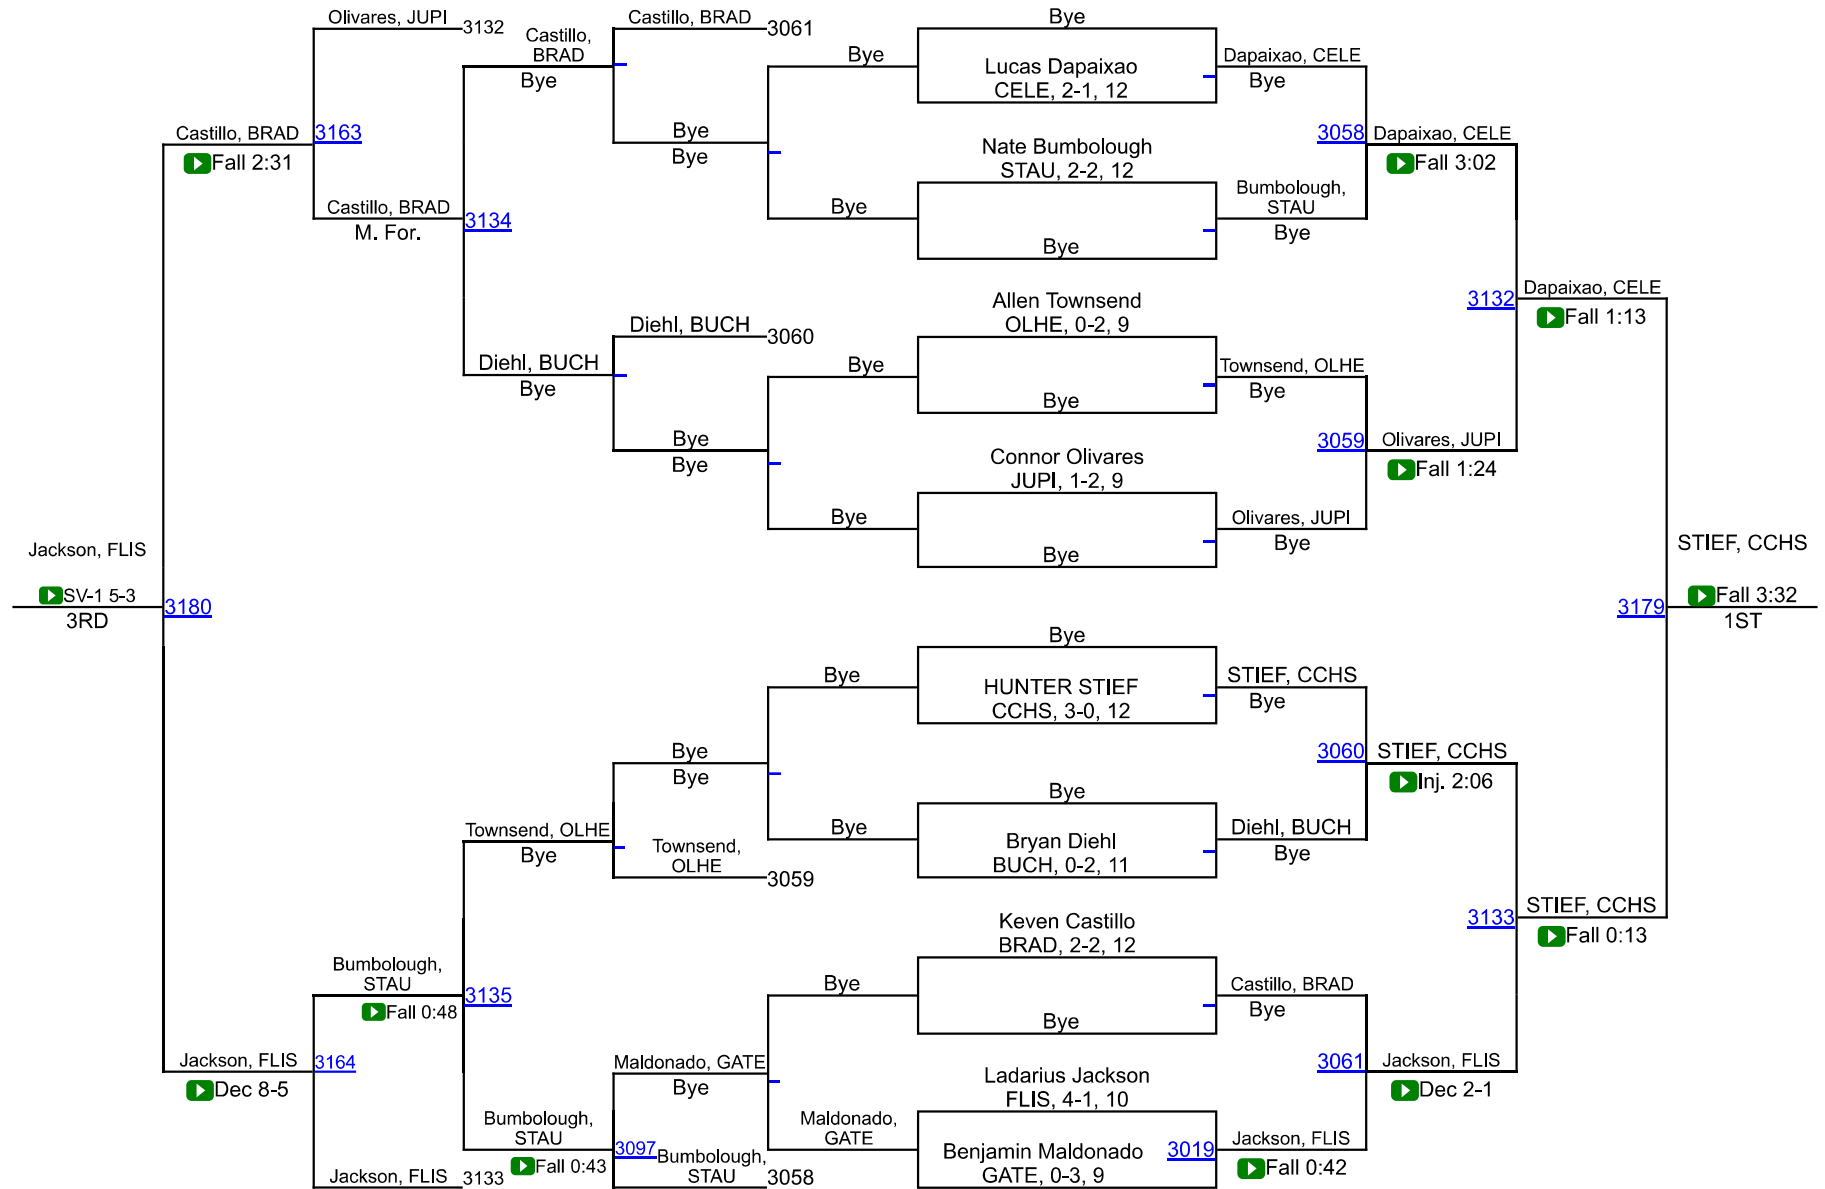 Olivares, JUPI
3132
Castillo, BRAD
Bye
Castillo, BRAD
3061
Bye
Bye
Lucas Dapaixao
CELE, 2-1, 12
Dapaixao, CELE
Bye
Castillo, BRAD
3163
Fall 2:31
Bye
Bye
Nate Bumbolough
STAU, 2-2, 12
3058
Dapaixao, CELE
Fall 3:02
Castillo, BRAD
M. For.
3134
Bye
Bye
Bumbolough,
STAU
Bye
Allen Townsend
OLHE, 0-2, 9
3132
Dapaixao, CELE
Fall 1:13
Diehl, BUCH
3060
Diehl, BUCH
Bye
Bye
Bye
Townsend, OLHE
Bye
Bye
Bye
Connor Olivares
JUPI, 1-2, 9
3059
Olivares, JUPI
Fall 1:24
Bye
Bye
Olivares, JUPI
Bye
Jackson, FLIS
SV-1 5-3
3RD
3180
STIEF, CCHS
3179
Fall 3:32
1ST
Bye
Bye
HUNTER STIEF
CCHS, 3-0, 12
STIEF, CCHS
Bye
Bye
Bye
3060
STIEF, CCHS
Inj. 2:06
Bye
Bye
Bryan Diehl
BUCH, 0-2, 11
Diehl, BUCH
Bye
Townsend, OLHE
Bye
Townsend,
OLHE
3059
Keven Castillo
BRAD, 2-2, 12
3133
STIEF, CCHS
Fall 0:13
Bumbolough,
STAU
Fall 0:48
3135
Bye
Bye
Castillo, BRAD
Bye
Jackson, FLIS
3164
Dec 8-5
Maldonado, GATE
Bye
Ladarius Jackson
FLIS, 4-1, 10
3061
Jackson, FLIS
Dec 2-1
Bumbolough,
STAU
Fall 0:43
3097
Bumbolough,
STAU
3058
Maldonado,
GATE
Benjamin Maldonado
GATE, 0-3, 9
3019
Jackson, FLIS
Fall 0:42
Jackson, FLIS
3133